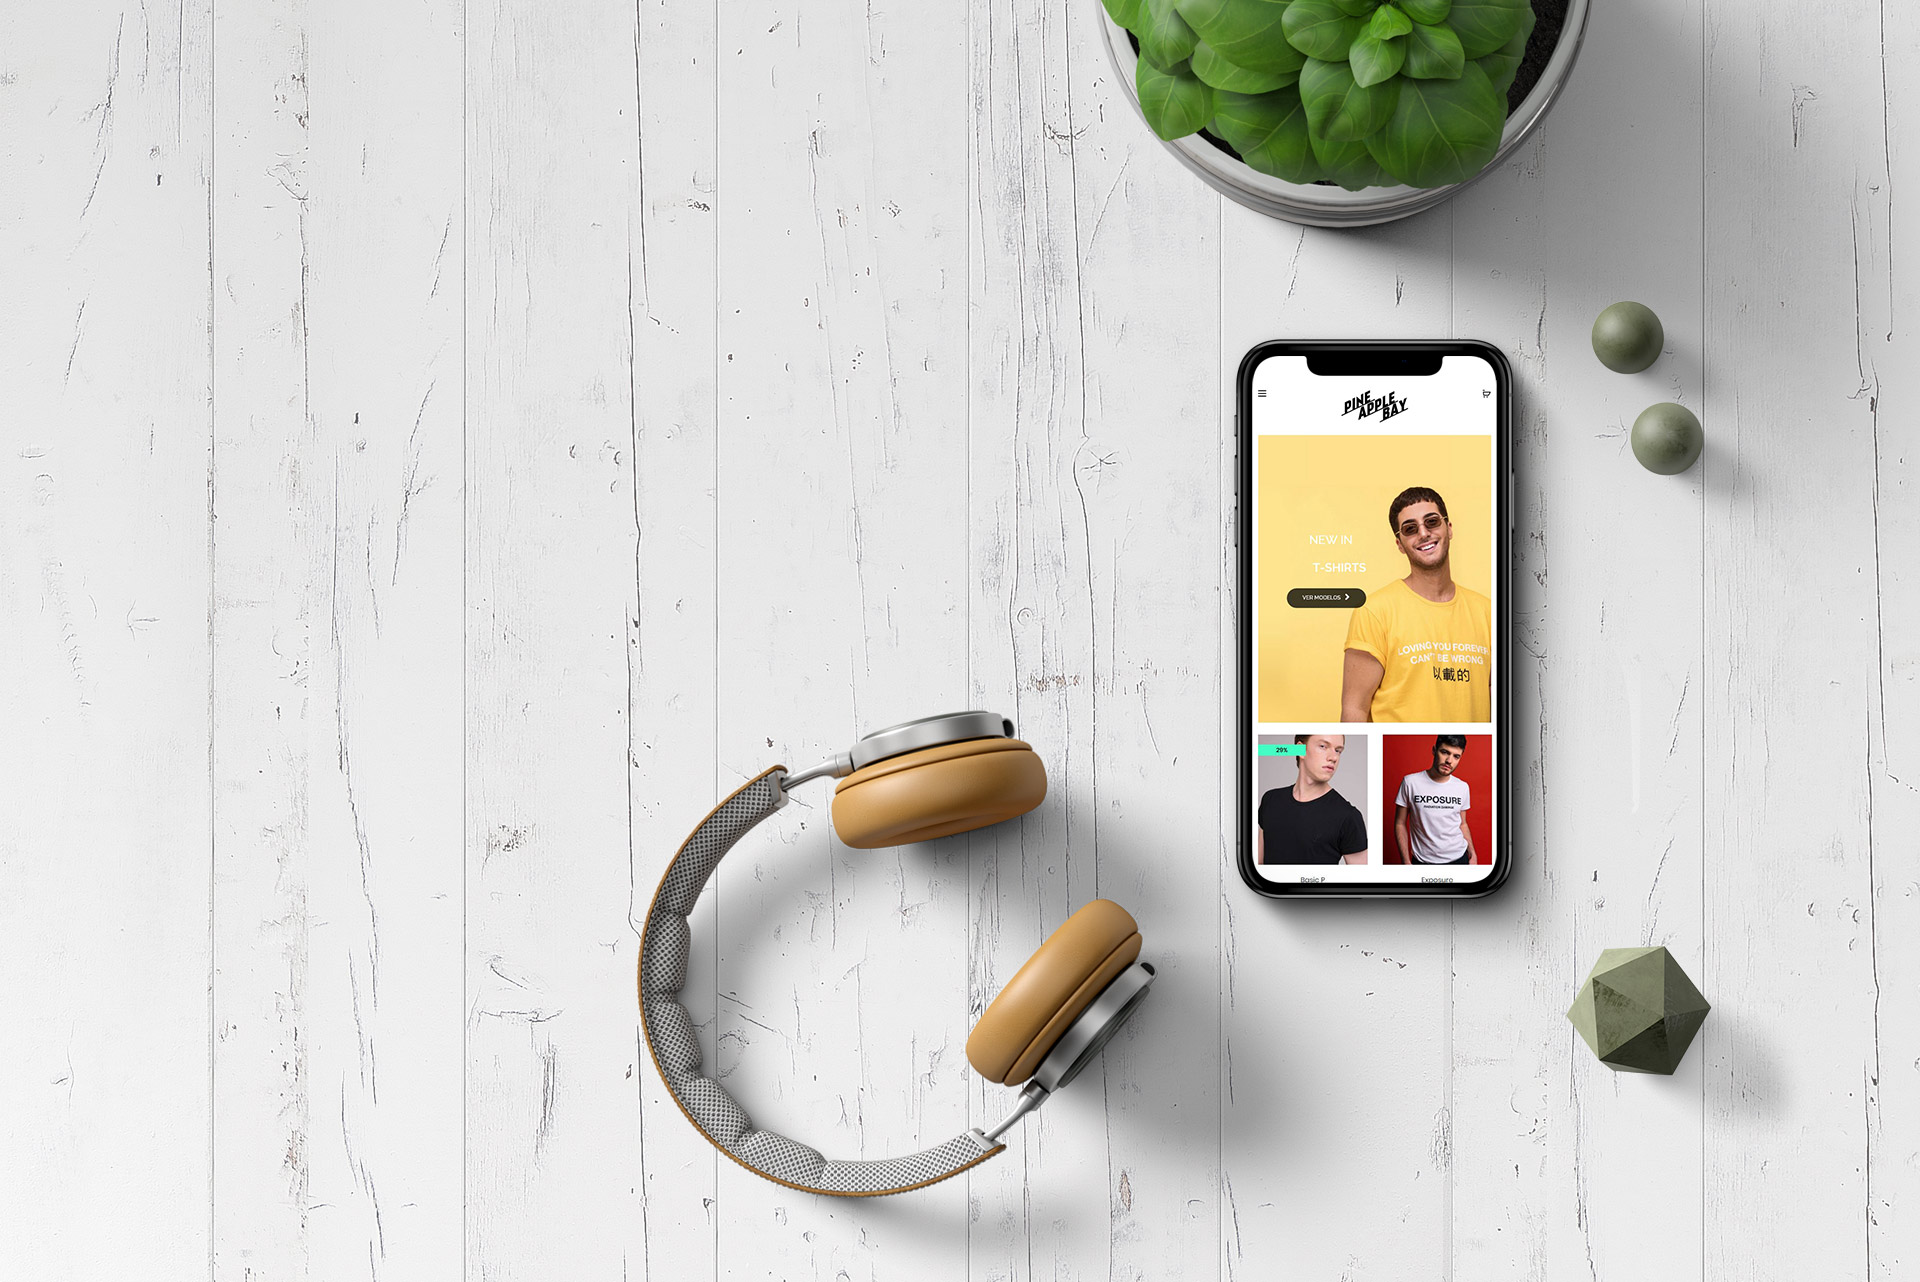 PINE
APPLE
BAY
NEW IN
T-SHIRTS
VER MODELOS
LOVING YOU FOREVER
CAN'T BE WRONG
以載的
29%
EXPOSURE
Basic P
Exposure